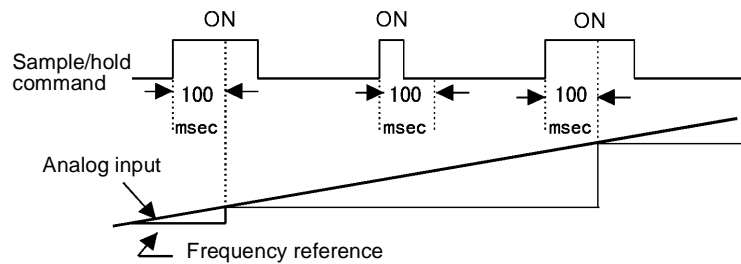 ON ON ON
Sample/hold
command
100 100 100
msec msec msec
Analog input
Frequency reference